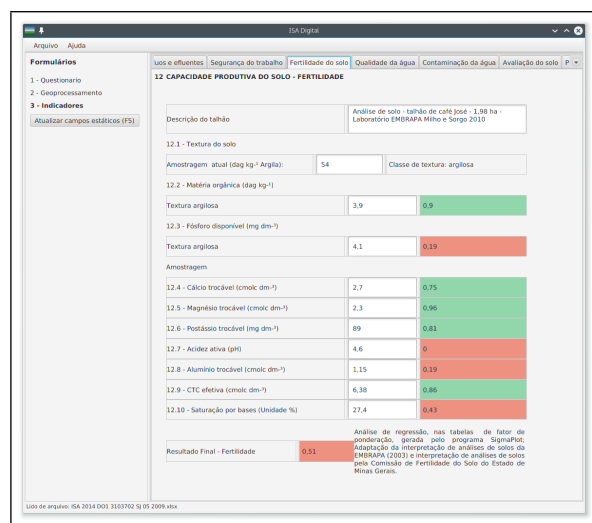 ISA Digital
Arquivo Ajuda
Formulários
1 - Questionario
2 - Geoprocessamento
3 - Indicadores
Atualizar campos estáticos (F5)
luos e efluentes Segurança do trabalho Fertilidade do solo Qualidade da água Contaminação da água Avaliação do solo P
12 CAPACIDADE PRODUTIVA DO SOLO - FERTILIDADE
Descrição do talhão
Análise de solo - talhão de café José - 1,98 ha -
Laboratório EMBRAPA Milho e Sorgo 2010
12.1 - Textura do solo
Amostragem atual (dag kg-¹ Argila): 54 Classe de textura: argilosa
12.2 - Matéria orgânica (dag kg-¹)
Textura argilosa 3,9 0,9
12.3 - Fósforo disponível (mg dm-³)
Textura argilosa 4,1 0,19
Amostragem
12.4 - Cálcio trocável (cmolc dm-³) 2,7 0,75
12.5 - Magnésio trocável (cmolc dm-³) 2,3 0,96
12.6 - Postássio trocável (mg dm-³) 89 0,81
12.7 - Acidez ativa (pH) 4,6 0
12.8 - Alumínio trocável (cmolc dm-³) 1,15 0,19
12.9 - CTC efetiva (cmolc dm-³) 6,38 0,86
12.10 - Saturação por bases (Unidade %) 27,4 0,43
Resultado Final - Fertilidade 0,51
Análise de regressão, nas tabelas de fator de
ponderação, gerada pelo programa SigmaPlot;
Adaptação da interpretação de análises de solos da
EMBRAPA (2003) e interpretação de análises de solos
pela Comissão de Fertilidade do Solo do Estado de
Minas Gerais.
Lido de arquivo: ISA 2014 DO1 3103702 SJ 05 2009.xlsx